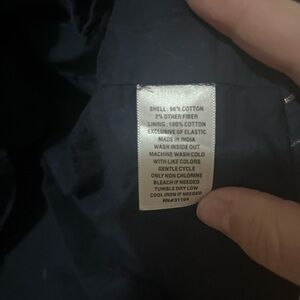 SHELL: 98% COTTON
2% OTHER FIBER
LINING: 100% COTTON
EXCLUSIVE OF ELASTIC
MADE IN INDIA
WASH INSIDE OUT
MACHINE WASH COLD
WITH LIKE COLORS
GENTLE CYCLE
ONLY NON CHLORINE
BLEACH IF NEEDED
TUMBLE DRY LOW
COOL IRON IF NEEDED
RN#31104